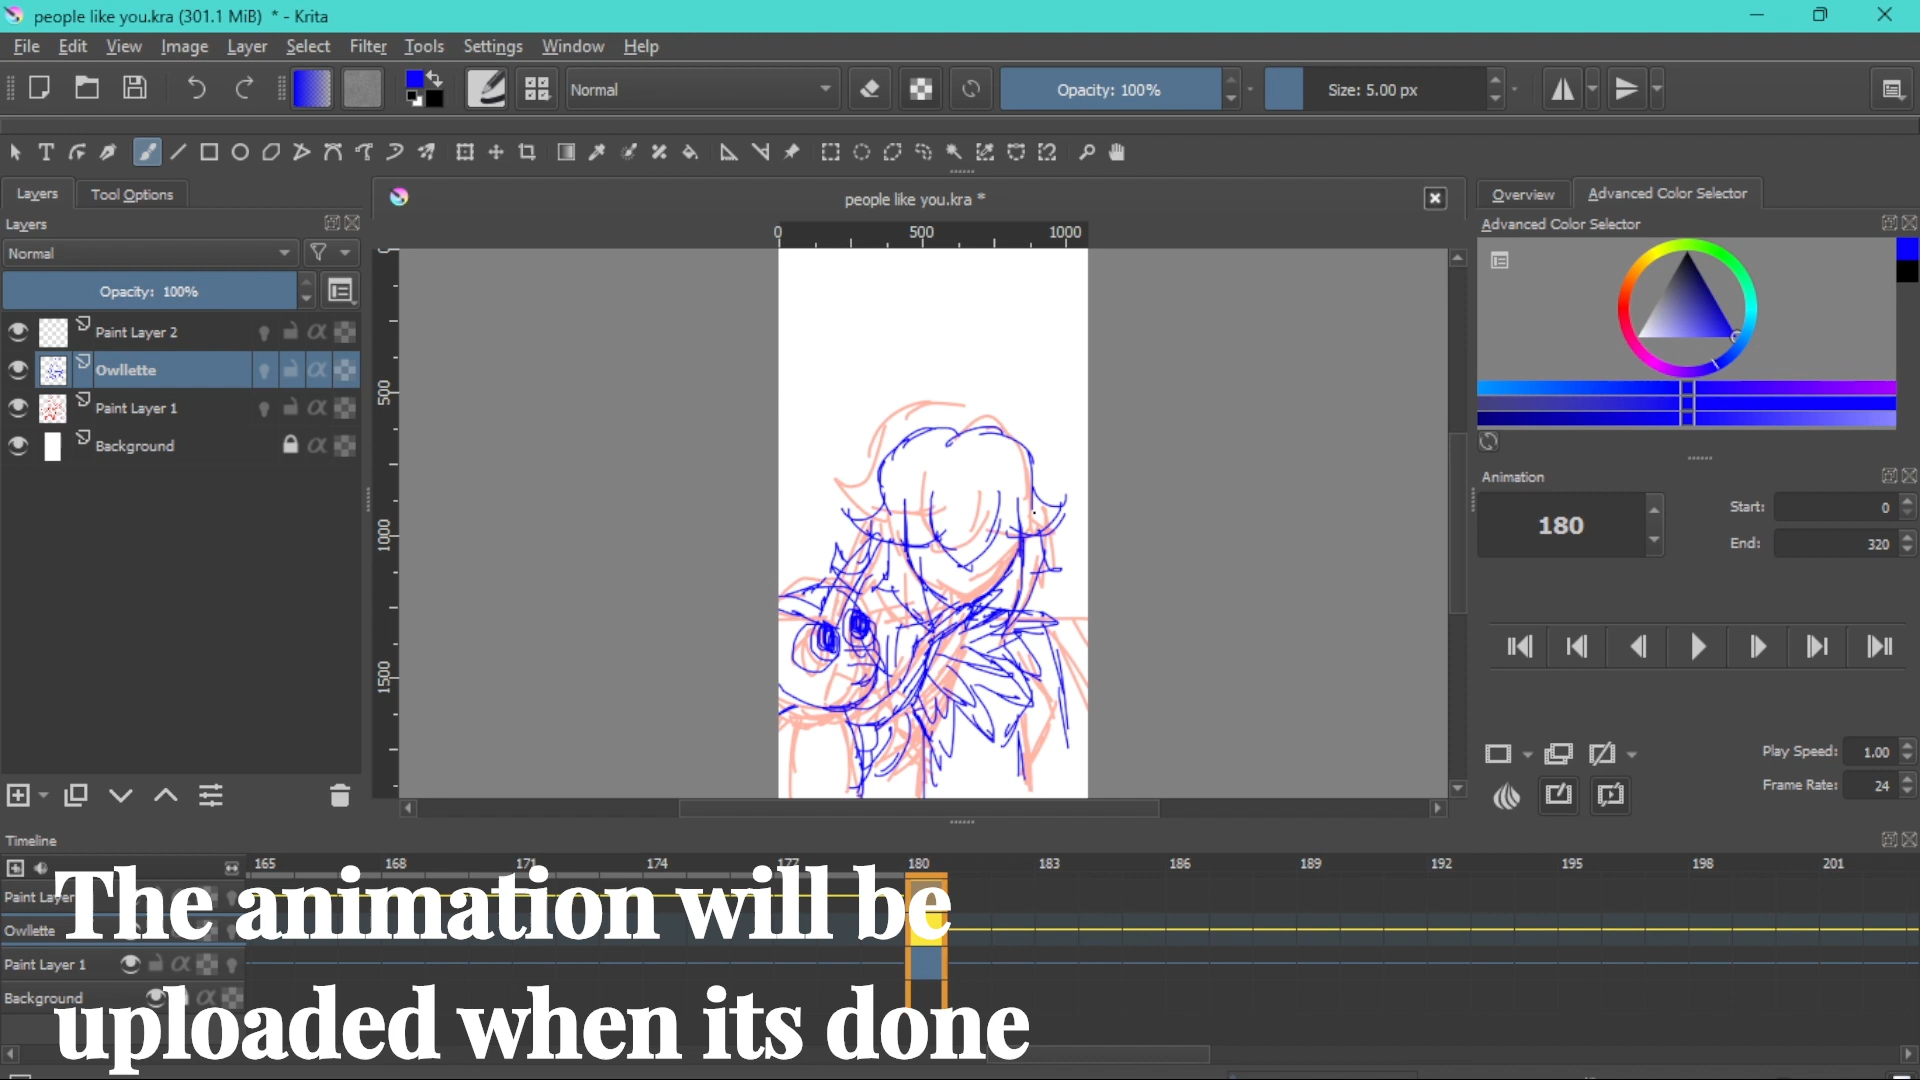 people like you.kra (301.1 MiB) * - Krita
File Edit View Image Layer Select Filter Tools Settings Window Help
Normal Opacity: 100% Size: 5.00 px
Layers Tool Options
people like you.kra *
Overview Advanced Color Selector
Layers
Advanced Color Selector
0 500 1000
Normal
Opacity: 100%
Paint Layer 2
Owllette
Paint Layer 1
Background
500
1000
1500
Animation
180
Start: 0
End: 320
Play Speed: 1.00
Frame Rate: 24
Timeline
165 168 171 174 177 180 183 186 189 192 195 198 201
Paint Layer
Owllette
Paint Layer 1
Background
The animation will be
uploaded when its done